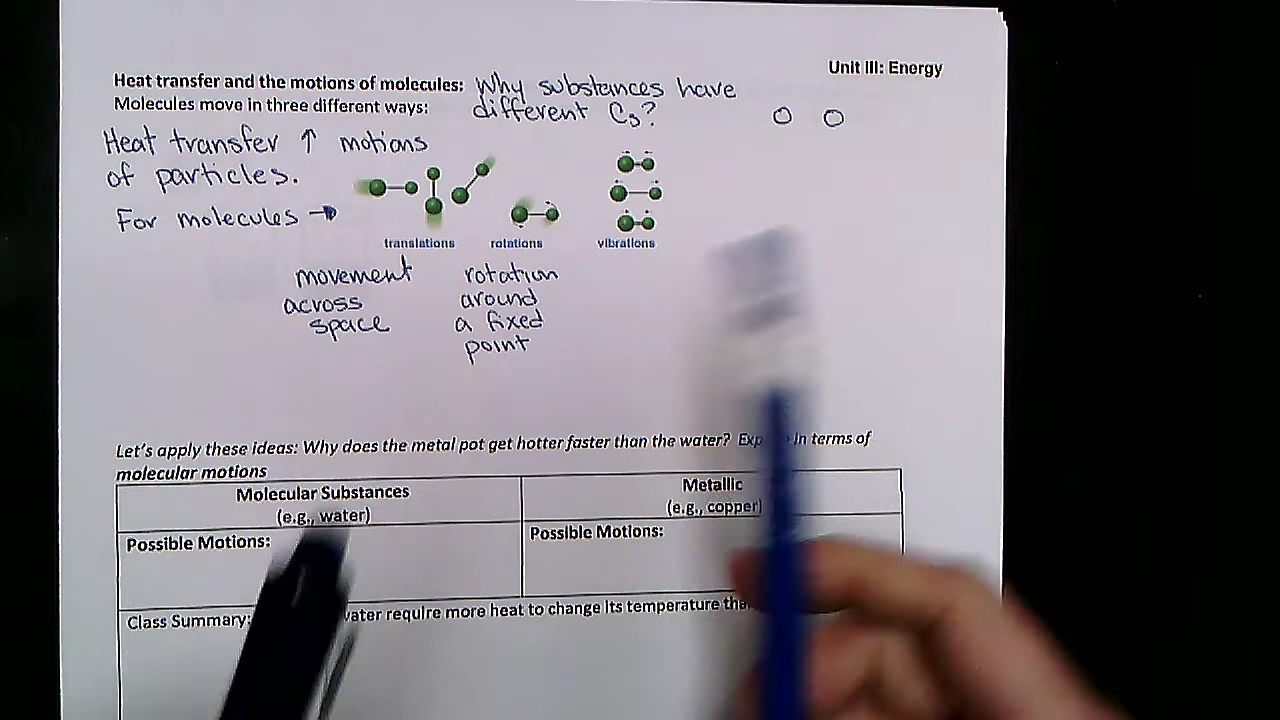 Unit III: Energy
Heat transfer and the motions of molecules: Why substances have
Molecules move in three different ways: different Cs?
Heat transfer ↑ motions
of particles.
For molecules →
translations rotations vibrations
movement rotation
across around
space a fixed
point
Let's apply these ideas: Why does the metal pot get hotter faster than the water? in terms of
molecular motions
Molecular Substances Metallic
(e.g., water) (e.g., copper)
Possible Motions: Possible Motions:
Class Summary: water require more heat to change its temperature